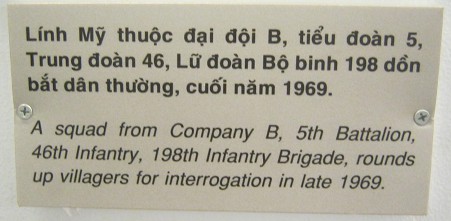 Lính Mỹ thuộc đại đội B, tiểu đoàn 5,
Trung đoàn 46, Lữ đoàn Bộ binh 198 dồn
bắt dân thường, cuối năm 1969.
A squad from Company B, 5th Battalion,
46th Infantry, 198th Infantry Brigade, rounds
up villagers for interrogation in late 1969.